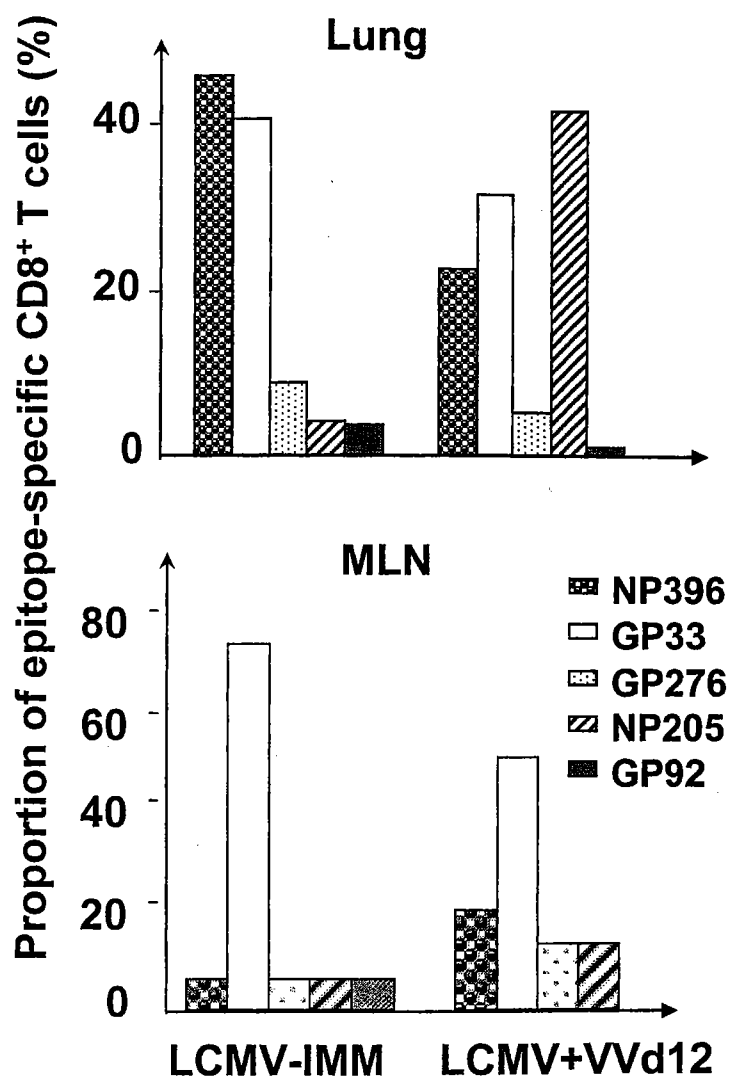 Proportion of epitope-specific CD8⁺ T cells (%)
Lung
40
20
0
MLN
80
60
40
20
0
NP396
GP33
GP276
NP205
GP92
LCMV-IMM
LCMV+VVd12